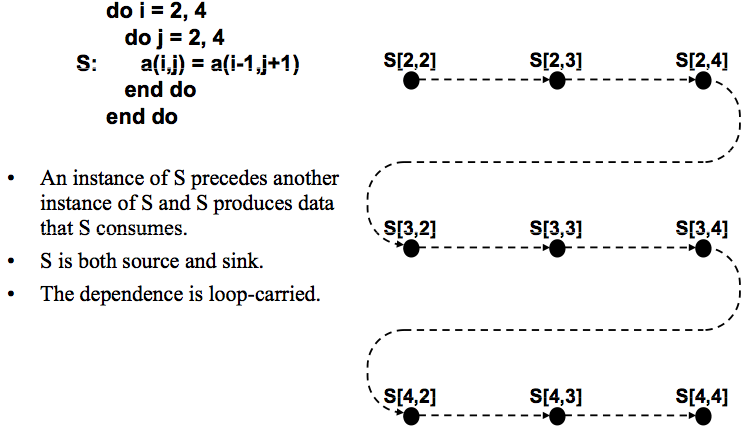 do i = 2, 4
do j = 2, 4
S: a(i,j) = a(i-1,j+1)
end do
end do
• An instance of S precedes another
instance of S and S produces data
that S consumes.
• S is both source and sink.
• The dependence is loop-carried.
S[2,2] S[2,3] S[2,4]
S[3,2] S[3,3] S[3,4]
S[4,2] S[4,3] S[4,4]